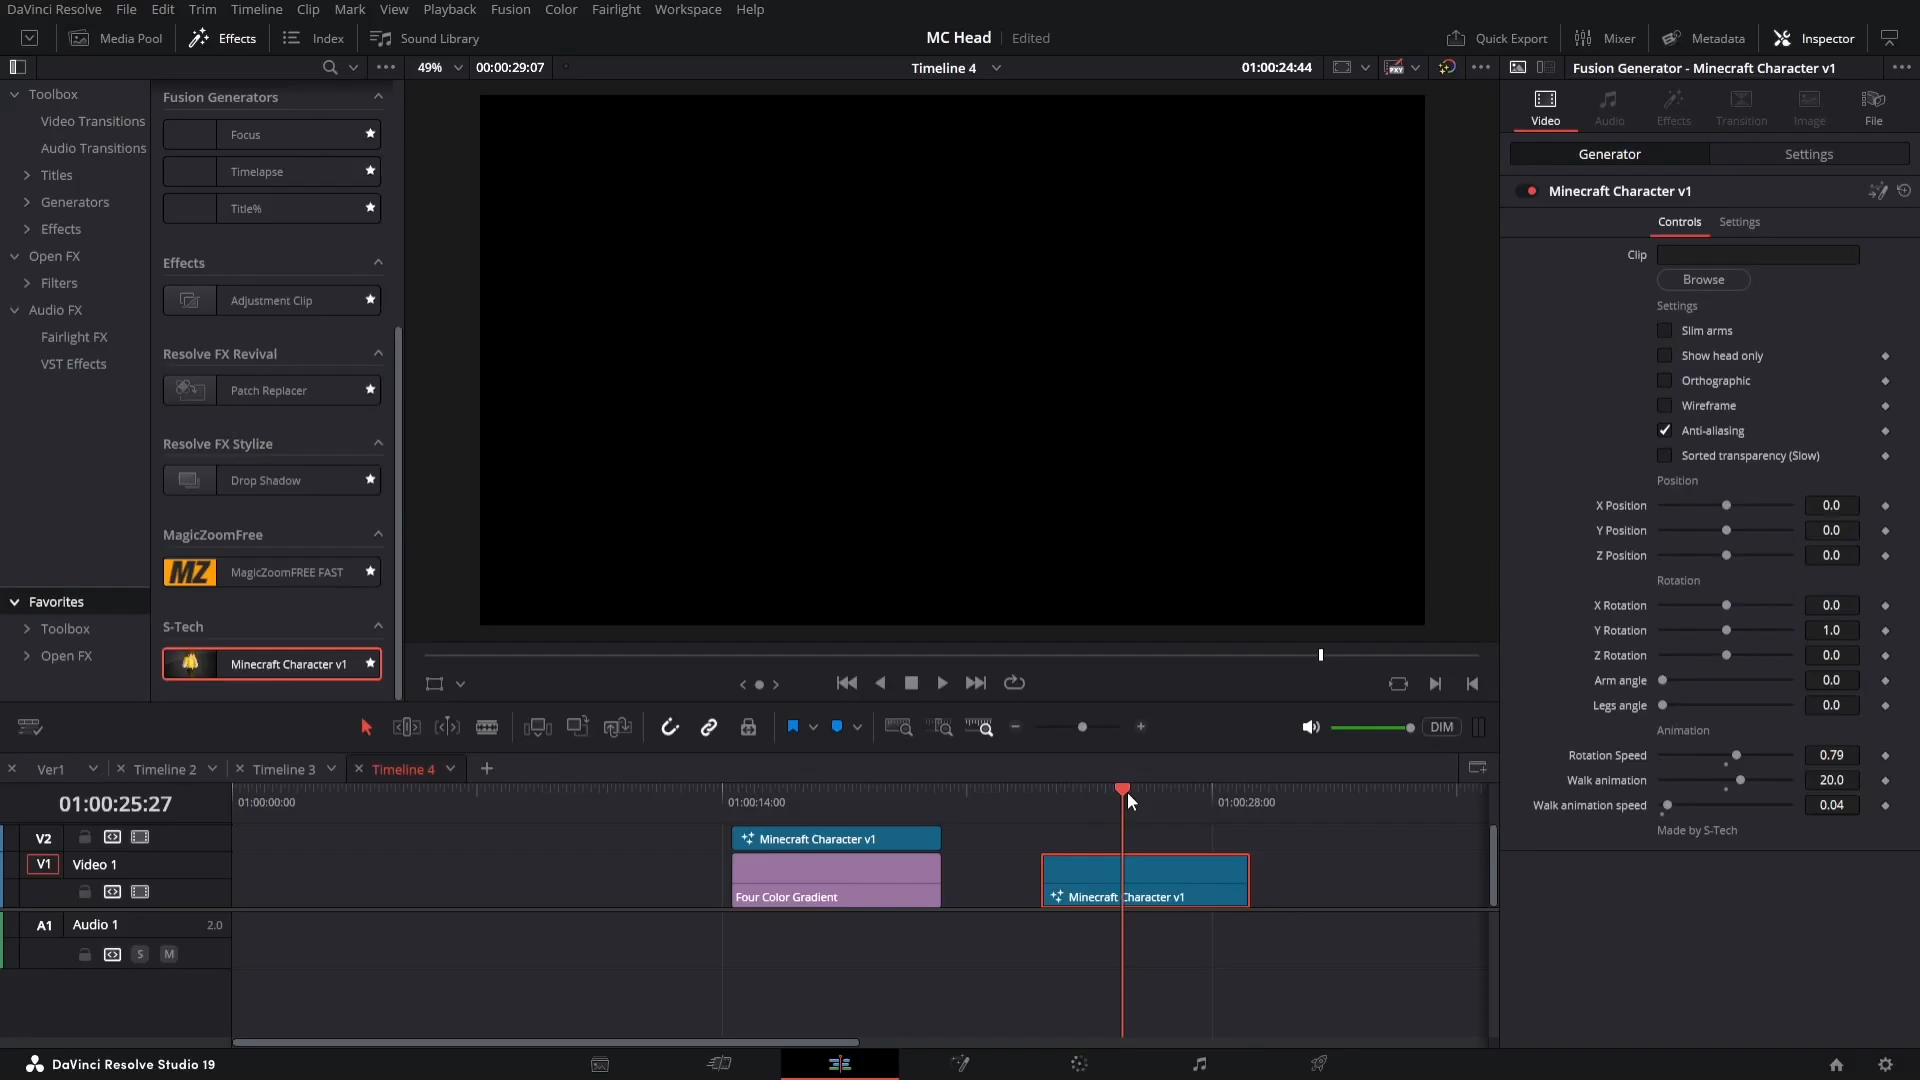 DaVinci Resolve File Edit Trim Timeline Clip Mark View Playback Fusion Color Fairlight Workspace Help
Media Pool Effects Index Sound Library MC Head Edited Quick Export Mixer Metadata Inspector
49% 00:00:29:07 Timeline 4 01:00:24:44 Fusion Generator - Minecraft Character v1
Toolbox
Video Transitions
Audio Transitions
Titles
Generators
Effects
Open FX
Filters
Audio FX
Fairlight FX
VST Effects
Favorites
Toolbox
Open FX
Fusion Generators
Focus
Timelapse
Title%
Effects
Adjustment Clip
Resolve FX Revival
Patch Replacer
Resolve FX Stylize
Drop Shadow
MagicZoomFree
MZ MagicZoomFREE FAST
S-Tech
Minecraft Character v1
Video Audio Effects Transition Image File
Generator Settings
Minecraft Character v1
Controls Settings
Clip
Browse
Settings
Slim arms
Show head only
Orthographic
Wireframe
Anti-aliasing
Sorted transparency (Slow)
Position
X Position 0.0
Y Position 0.0
Z Position 0.0
Rotation
X Rotation 0.0
Y Rotation 1.0
Z Rotation 0.0
Arm angle 0.0
Legs angle 0.0
Animation
Rotation Speed 0.79
Walk animation 20.0
Walk animation speed 0.04
Made by S-Tech
DIM
Ver1 Timeline 2 Timeline 3 Timeline 4
01:00:25:27 01:00:00:00 01:00:14:00 01:00:28:00
V2 Minecraft Character v1
V1 Video 1
Four Color Gradient Minecraft Character v1
A1 Audio 1 2.0
S M
DaVinci Resolve Studio 19